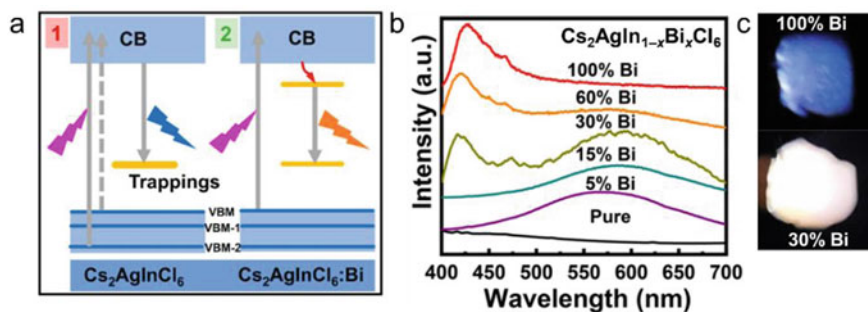 a
1
CB
2
CB
Trappings
VBM
VBM-1
VBM-2
Cs₂AgInCl₆
Cs₂AgInCl₆:Bi
b
Cs₂AgIn₁₋ₓBiₓCl₆
100% Bi
60% Bi
30% Bi
15% Bi
5% Bi
Pure
Intensity (a.u.)
400 450 500 550 600 650 700
Wavelength (nm)
c
100% Bi
30% Bi